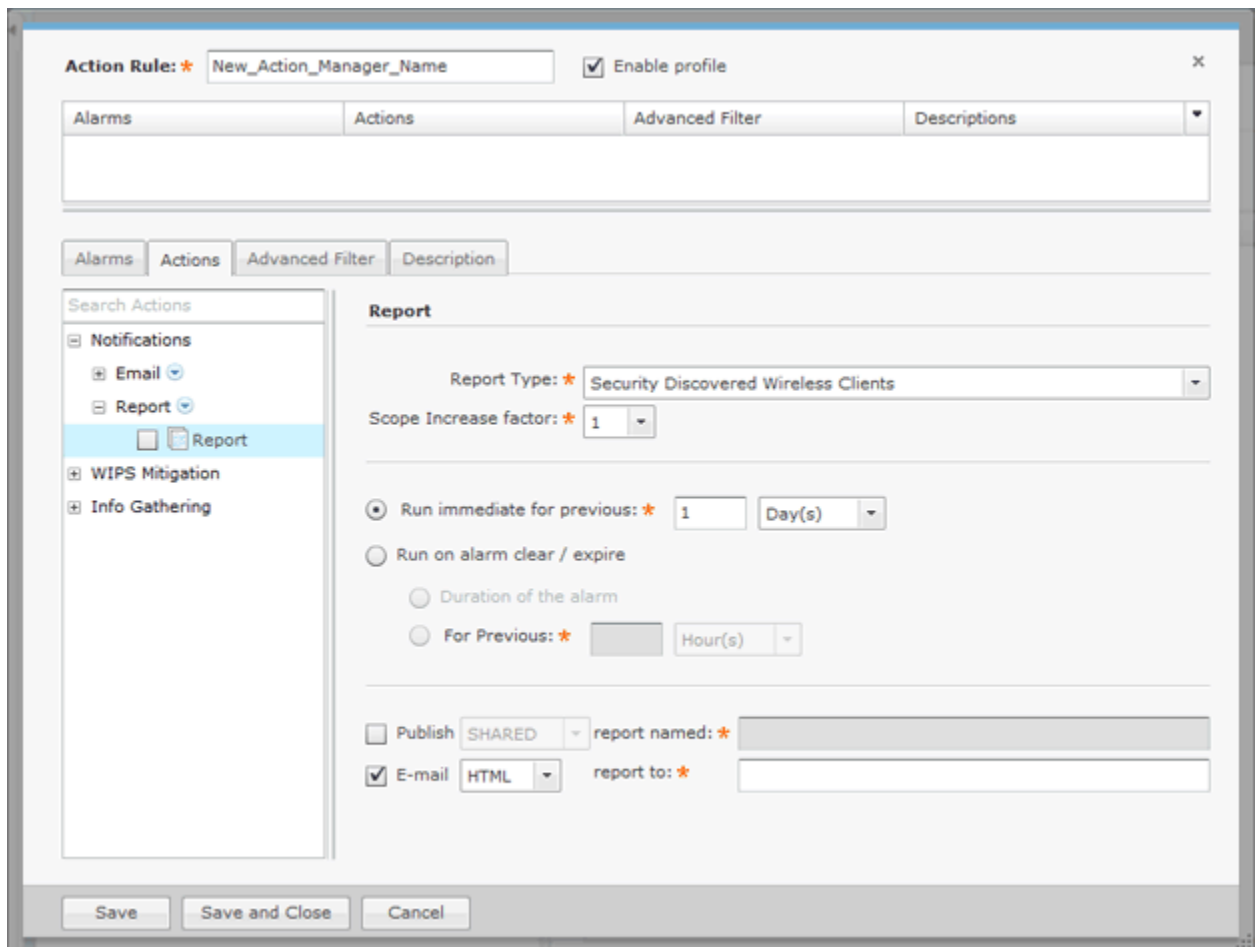 Action Rule: * New_Action_Manager_Name Enable profile
Alarms Actions Advanced Filter Descriptions
Alarms Actions Advanced Filter Description
Search Actions
Notifications
Email
Report
Report
WIPS Mitigation
Info Gathering
Report
Report Type: * Security Discovered Wireless Clients
Scope Increase factor: * 1
Run immediate for previous: * 1 Day(s)
Run on alarm clear / expire
Duration of the alarm
For Previous: * Hour(s)
Publish SHARED report named: *
E-mail HTML report to: *
Save Save and Close Cancel